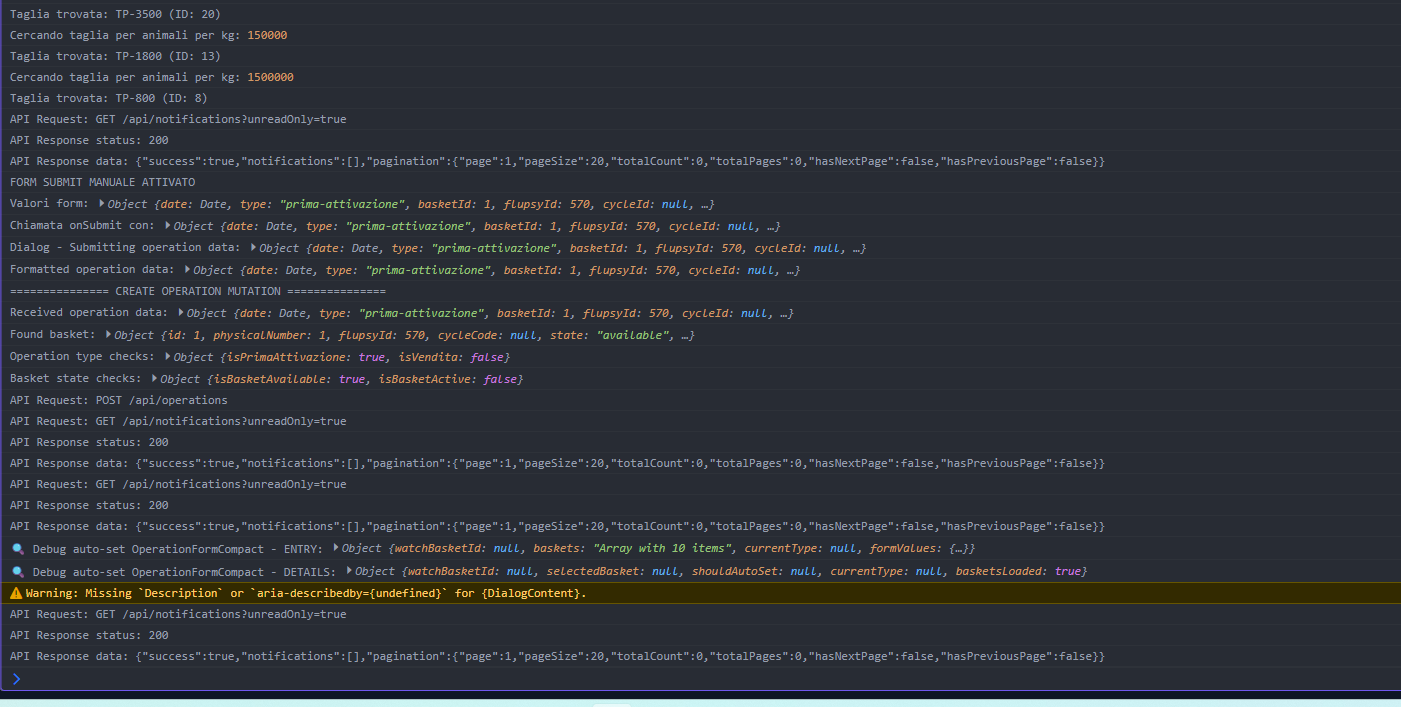 Taglia trovata: TP-3500 (ID: 20)
Cercando taglia per animali per kg: 150000
Taglia trovata: TP-1800 (ID: 13)
Cercando taglia per animali per kg: 1500000
Taglia trovata: TP-800 (ID: 8)
API Request: GET /api/notifications?unreadOnly=true
API Response status: 200
API Response data: {"success":true,"notifications":[],"pagination":{"page":1,"pageSize":20,"totalCount":0,"totalPages":0,"hasNextPage":false,"hasPreviousPage":false}}
FORM SUBMIT MANUALE ATTIVATO
Valori form: Object {date: Date, type: "prima-attivazione", basketId: 1, flupsyId: 570, cycleId: null, …}
Chiamata onSubmit con: Object {date: Date, type: "prima-attivazione", basketId: 1, flupsyId: 570, cycleId: null, …}
Dialog - Submitting operation data: Object {date: Date, type: "prima-attivazione", basketId: 1, flupsyId: 570, cycleId: null, …}
Formatted operation data: Object {date: Date, type: "prima-attivazione", basketId: 1, flupsyId: 570, cycleId: null, …}
=============== CREATE OPERATION MUTATION ===============
Received operation data: Object {date: Date, type: "prima-attivazione", basketId: 1, flupsyId: 570, cycleId: null, …}
Found basket: Object {id: 1, physicalNumber: 1, flupsyId: 570, cycleCode: null, state: "available", …}
Operation type checks: Object {isPrimaAttivazione: true, isVendita: false}
Basket state checks: Object {isBasketAvailable: true, isBasketActive: false}
API Request: POST /api/operations
API Request: GET /api/notifications?unreadOnly=true
API Response status: 200
API Response data: {"success":true,"notifications":[],"pagination":{"page":1,"pageSize":20,"totalCount":0,"totalPages":0,"hasNextPage":false,"hasPreviousPage":false}}
API Request: GET /api/notifications?unreadOnly=true
API Response status: 200
API Response data: {"success":true,"notifications":[],"pagination":{"page":1,"pageSize":20,"totalCount":0,"totalPages":0,"hasNextPage":false,"hasPreviousPage":false}}
Debug auto-set OperationFormCompact - ENTRY: Object {watchBasketId: null, baskets: "Array with 10 items", currentType: null, formValues: {…}}
Debug auto-set OperationFormCompact - DETAILS: Object {watchBasketId: null, selectedBasket: null, shouldAutoSet: null, currentType: null, basketsLoaded: true}
Warning: Missing `Description` or `aria-describedby={undefined}` for {DialogContent}.
API Request: GET /api/notifications?unreadOnly=true
API Response status: 200
API Response data: {"success":true,"notifications":[],"pagination":{"page":1,"pageSize":20,"totalCount":0,"totalPages":0,"hasNextPage":false,"hasPreviousPage":false}}